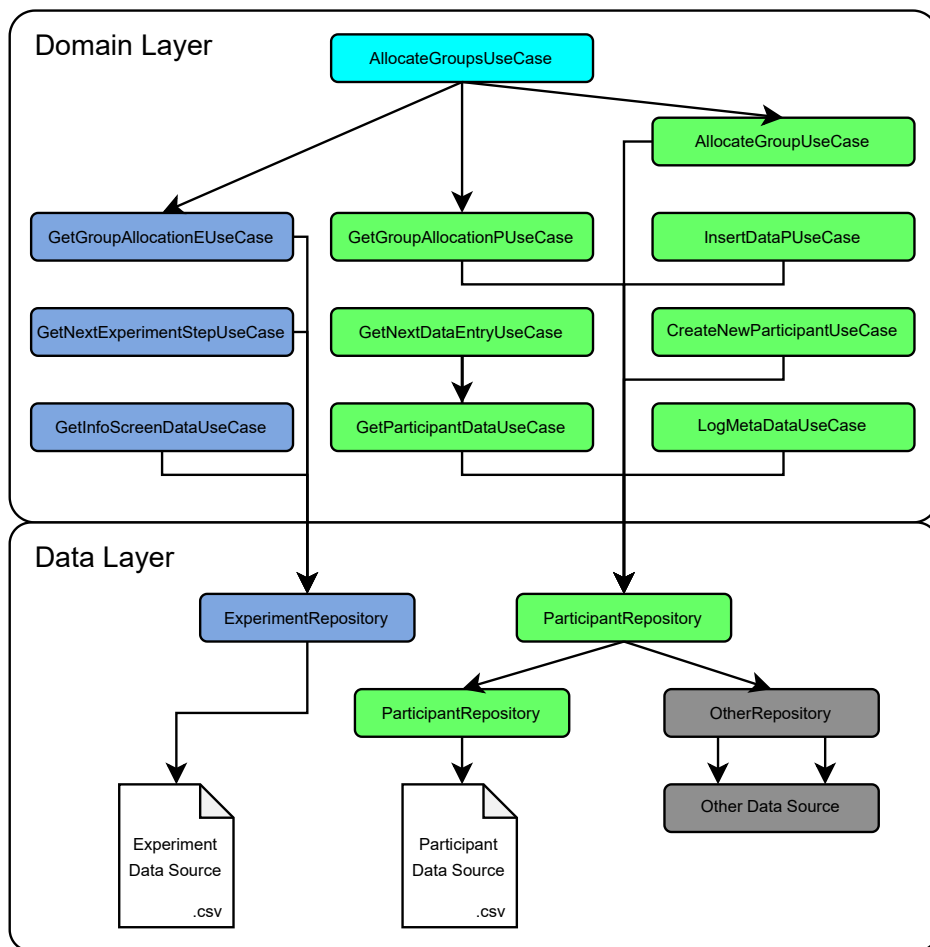 Domain Layer
AllocateGroupsUseCase
AllocateGroupUseCase
GetGroupAllocationEUseCase
GetGroupAllocationPUseCase
InsertDataPUseCase
GetNextExperimentStepUseCase
GetNextDataEntryUseCase
CreateNewParticipantUseCase
GetInfoScreenDataUseCase
GetParticipantDataUseCase
LogMetaDataUseCase
Data Layer
ExperimentRepository
ParticipantRepository
ParticipantRepository
OtherRepository
Other Data Source
Experiment
Data Source
.csv
Participant
Data Source
.csv